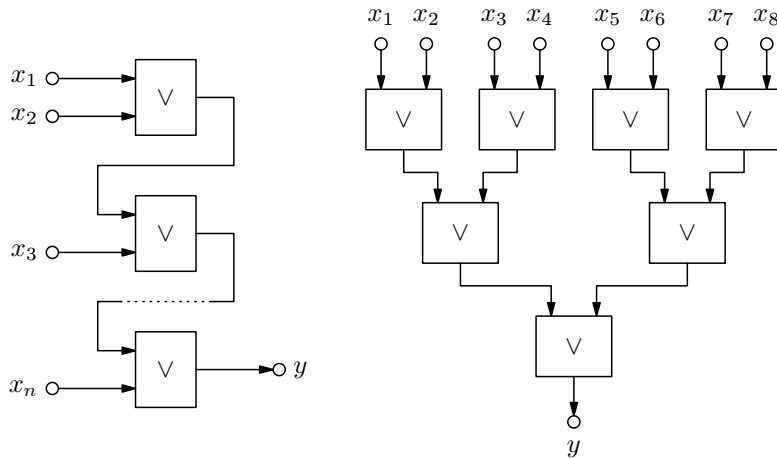 x₁
x₂
∨
x₃
∨
xₙ
∨
y
x₁ x₂ x₃ x₄ x₅ x₆ x₇ x₈
∨ ∨ ∨ ∨
∨ ∨
∨
y